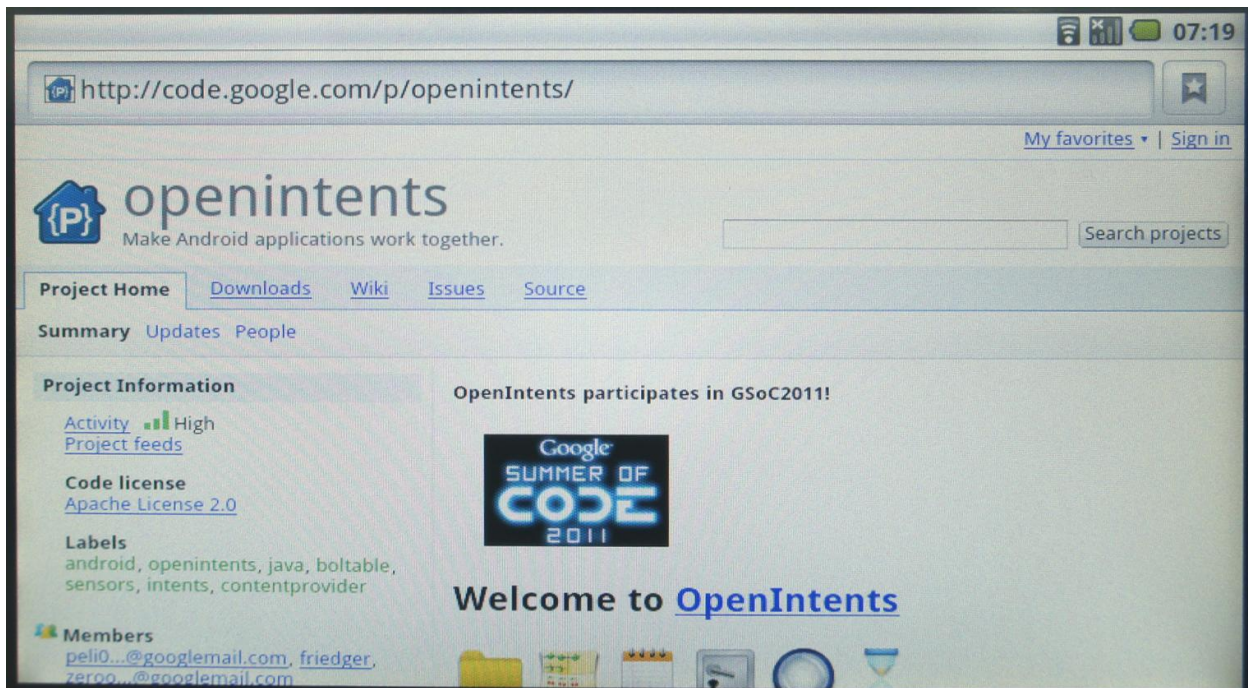 07:19
http://code.google.com/p/openintents/
My favorites ▾ | Sign in
{P}
openintents
Make Android applications work together.
Search projects
Project Home Downloads Wiki Issues Source
Summary Updates People
Project Information
Activity High
Project feeds
Code license
Apache License 2.0
Labels
android, openintents, java, boltable,
sensors, intents, contentprovider
Members
peli0...@googlemail.com, friedger,
zeroo...@googlemail.com
OpenIntents participates in GSoC2011!
Google
SUMMER OF
CODE
2011
Welcome to OpenIntents